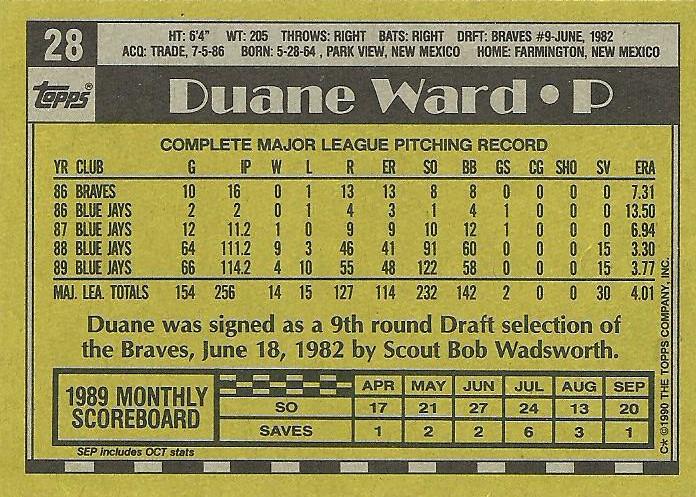 28
HT: 6'4" WT: 205 THROWS: RIGHT BATS: RIGHT DRFT: BRAVES #9-JUNE, 1982
ACQ: TRADE, 7-5-86 BORN: 5-28-64 , PARK VIEW, NEW MEXICO HOME: FARMINGTON, NEW MEXICO
TOPPS®
DUANE WARD • P
COMPLETE MAJOR LEAGUE PITCHING RECORD
YR CLUB G IP W L R ER SO BB GS CG SHO SV ERA
86 BRAVES 10 16 0 1 13 13 8 8 0 0 0 0 7.31
86 BLUE JAYS 2 2 0 1 4 3 1 4 1 0 0 0 13.50
87 BLUE JAYS 12 11.2 1 0 9 9 10 12 1 0 0 0 6.94
88 BLUE JAYS 64 111.2 9 3 46 41 91 60 0 0 0 15 3.30
89 BLUE JAYS 66 114.2 4 10 55 48 122 58 0 0 0 15 3.77
MAJ. LEA. TOTALS 154 256 14 15 127 114 232 142 2 0 0 30 4.01
Duane was signed as a 9th round Draft selection of
the Braves, June 18, 1982 by Scout Bob Wadsworth.
1989 MONTHLY
SCOREBOARD
APR MAY JUN JUL AUG SEP
SO 17 21 27 24 13 20
SAVES 1 2 2 6 3 1
SEP includes OCT stats
C* ©1990 THE TOPPS COMPANY, INC.